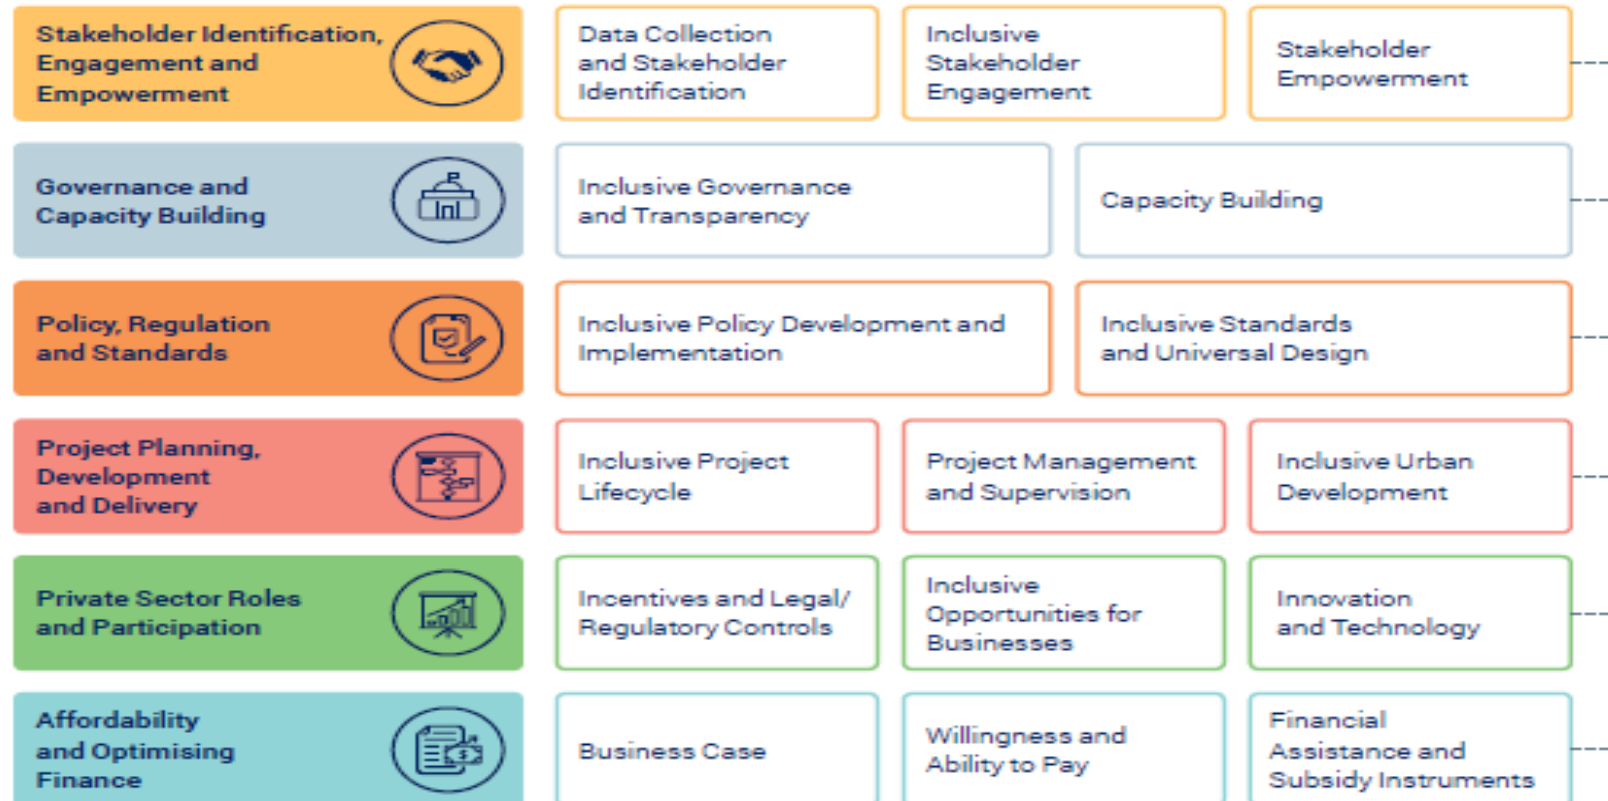 Stakeholder Identification,
Engagement and
Empowerment
Data Collection
and Stakeholder
Identification
Inclusive
Stakeholder
Engagement
Stakeholder
Empowerment
Governance and
Capacity Building
Inclusive Governance
and Transparency
Capacity Building
Policy, Regulation
and Standards
Inclusive Policy Development and
Implementation
Inclusive Standards
and Universal Design
Project Planning,
Development
and Delivery
Inclusive Project
Lifecycle
Project Management
and Supervision
Inclusive Urban
Development
Private Sector Roles
and Participation
Incentives and Legal/
Regulatory Controls
Inclusive
Opportunities for
Businesses
Innovation
and Technology
Affordability
and Optimising
Finance
Business Case
Willingness and
Ability to Pay
Financial
Assistance and
Subsidy Instruments